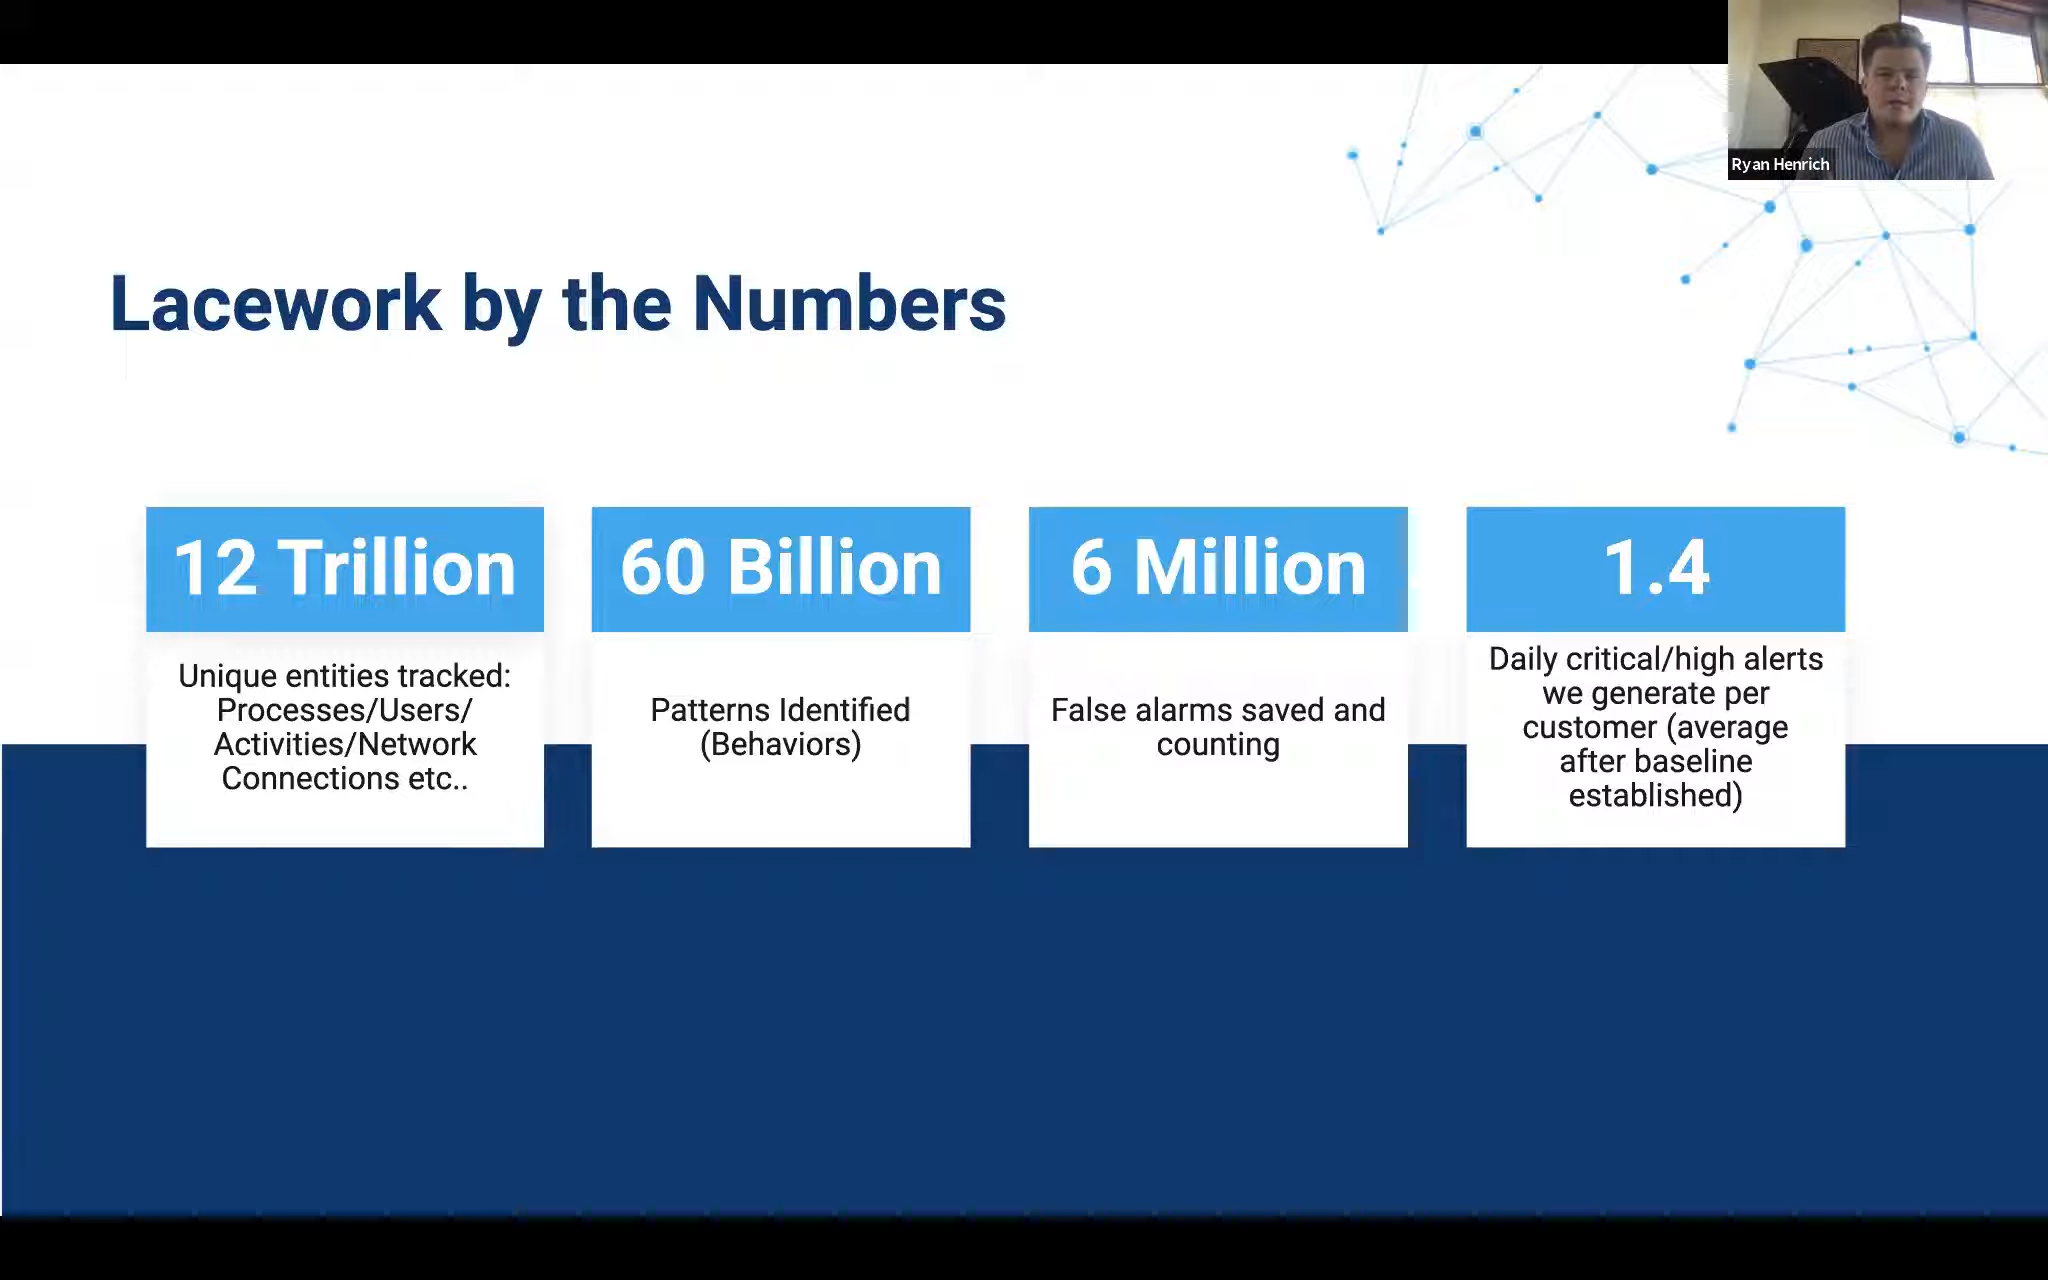 Ryan Henrich
Lacework by the Numbers
12 Trillion
Unique entities tracked:
Processes/Users/
Activities/Network
Connections etc..
60 Billion
Patterns Identified
(Behaviors)
6 Million
False alarms saved and
counting
1.4
Daily critical/high alerts
we generate per
customer (average
after baseline
established)